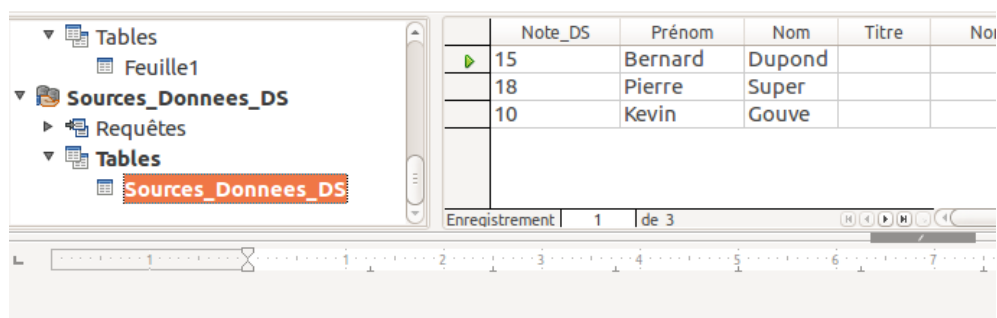 Tables
Feuille1
Sources_Donnees_DS
Requêtes
Tables
Sources_Donnees_DS
Note_DS Prénom Nom Titre
15 Bernard Dupond
18 Pierre Super
10 Kevin Gouve
Enregistrement 1 de 3
1 1 2 3 4 5 6 7